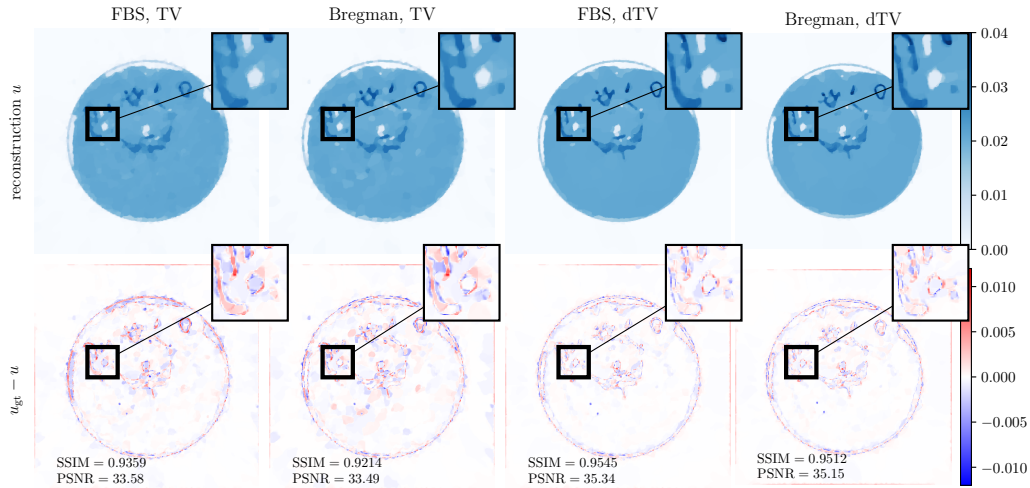 FBS, TV
Bregman, TV
FBS, dTV
Bregman, dTV
reconstruction u
0.04
0.03
0.02
0.01
0.00
u_gt − u
0.010
0.005
0.000
−0.005
−0.010
SSIM = 0.9359
PSNR = 33.58
SSIM = 0.9214
PSNR = 33.49
SSIM = 0.9545
PSNR = 35.34
SSIM = 0.9512
PSNR = 35.15